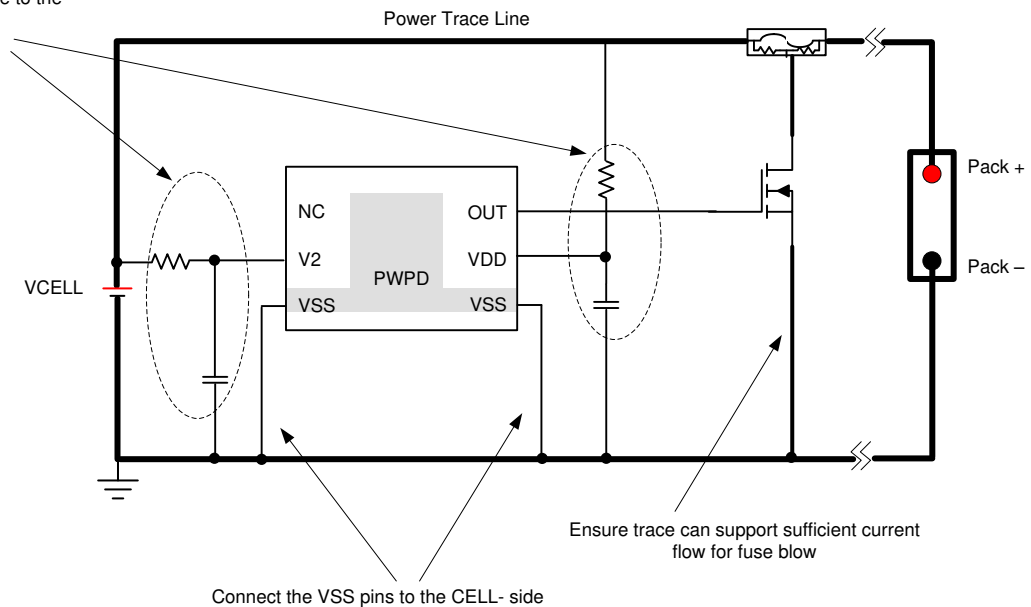 e to the
Power Trace Line
Pack +
NC
OUT
V2
VDD
PWPD
VCELL
VSS
VSS
Pack –
Ensure trace can support sufficient current
flow for fuse blow
Connect the VSS pins to the CELL- side